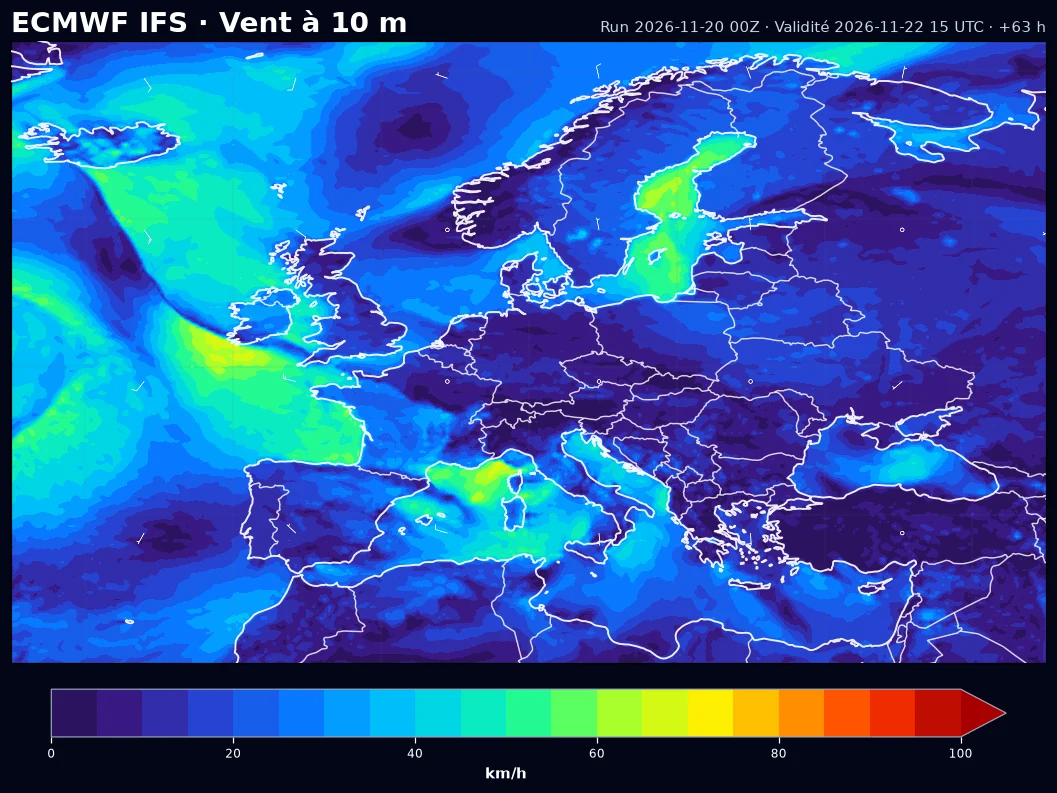 ECMWF IFS · Vent à 10 m
Run 2026-11-20 00Z · Validité 2026-11-22 15 UTC · +63 h
0 20 40 60 80 100
km/h